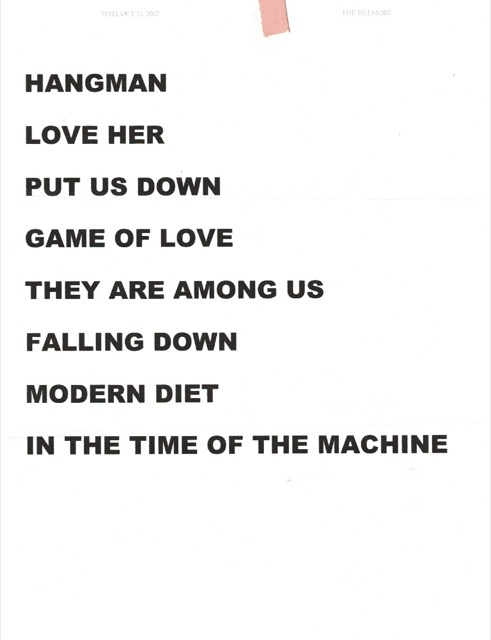 WED, OCT 31, 2007
THE FILLMORE
HANGMAN
LOVE HER
PUT US DOWN
GAME OF LOVE
THEY ARE AMONG US
FALLING DOWN
MODERN DIET
IN THE TIME OF THE MACHINE